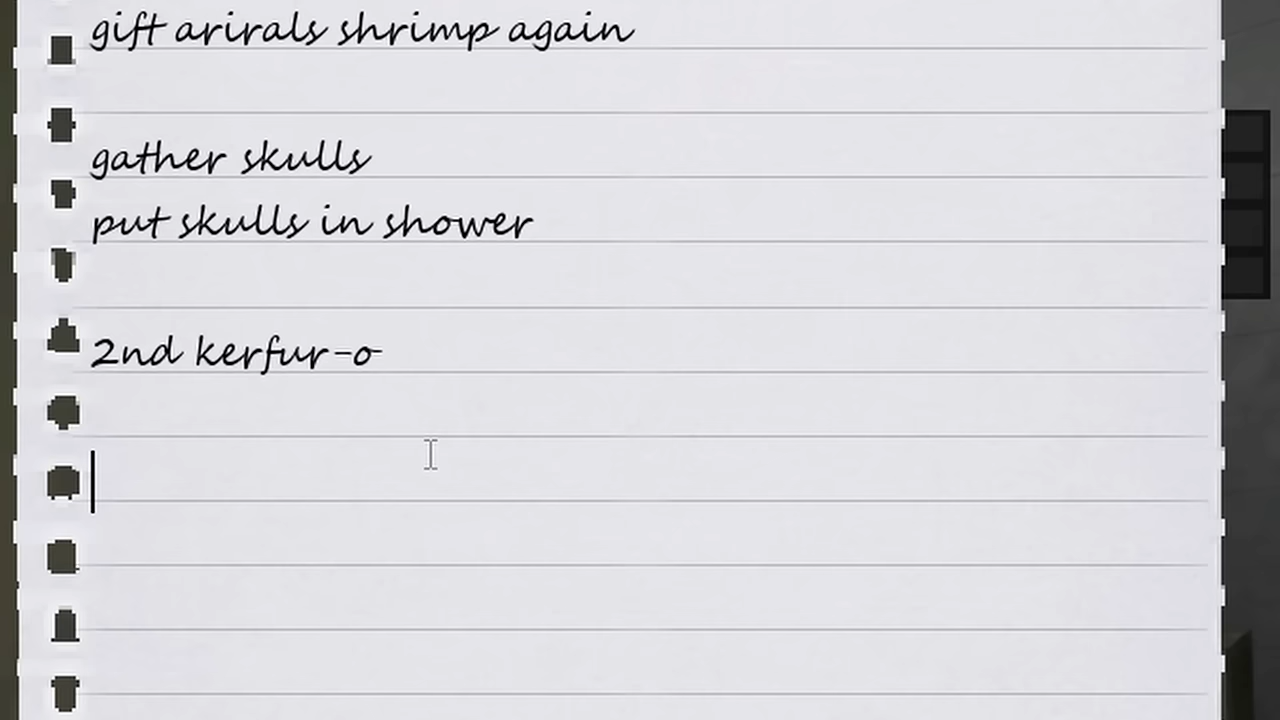 gift arirals shrimp again
gather skulls
put skulls in shower
2nd kerfur-o